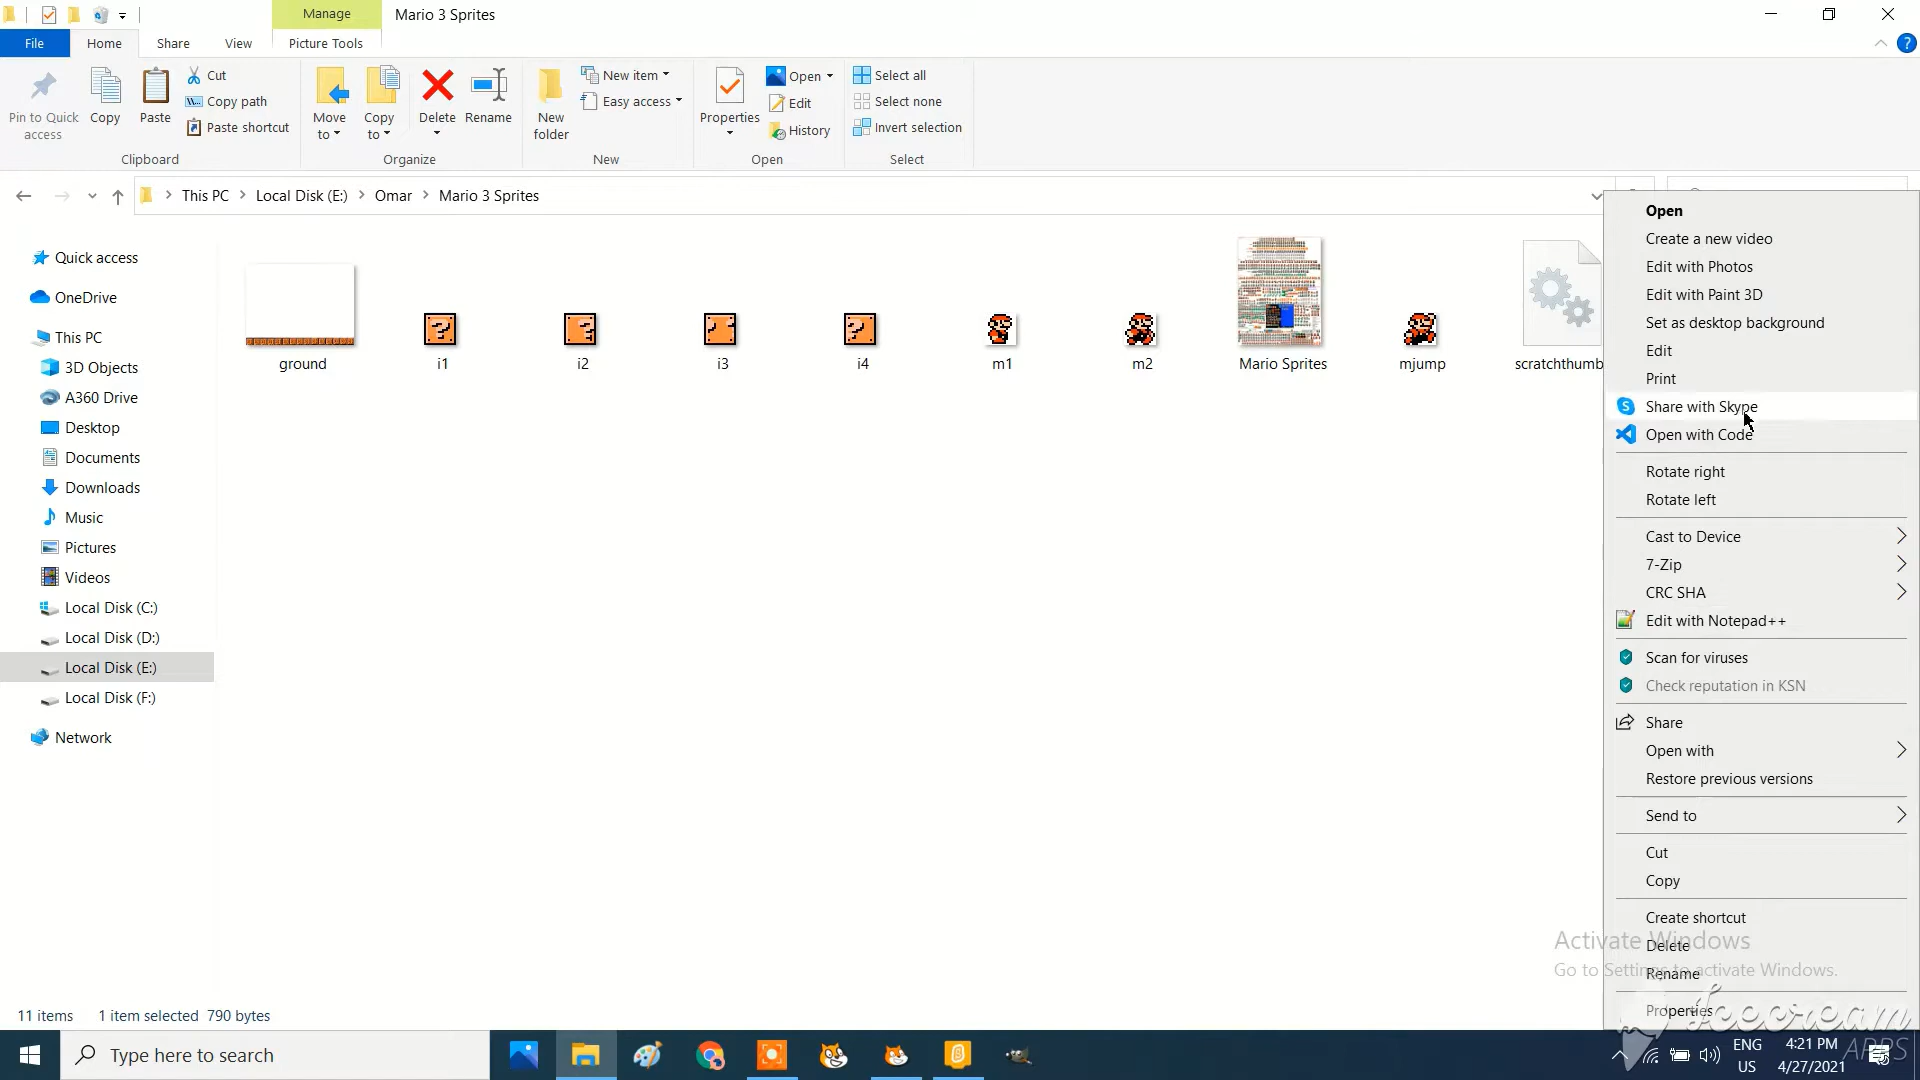 Manage
Mario 3 Sprites
File
Home
Share
View
Picture Tools
Pin to Quick access
Copy
Paste
Cut
Copy path
Paste shortcut
Clipboard
Move to
Copy to
Delete
Rename
Organize
New folder
New item
Easy access
New
Properties
Open
Edit
History
Open
Select all
Select none
Invert selection
Select
This PC
Local Disk (E:)
Omar
Mario 3 Sprites
Quick access
OneDrive
This PC
3D Objects
A360 Drive
Desktop
Documents
Downloads
Music
Pictures
Videos
Local Disk (C:)
Local Disk (D:)
Local Disk (E:)
Local Disk (F:)
Network
ground
i1
i2
i3
i4
m1
m2
Mario Sprites
mjump
scratchthumb
Open
Create a new video
Edit with Photos
Edit with Paint 3D
Set as desktop background
Edit
Print
Share with Skype
Open with Code
Rotate right
Rotate left
Cast to Device
7-Zip
CRC SHA
Edit with Notepad++
Scan for viruses
Check reputation in KSN
Share
Open with
Restore previous versions
Send to
Cut
Copy
Create shortcut
Delete
Rename
Properties
Activate Windows
Go to Settings to activate Windows.
11 items
1 item selected 790 bytes
Icecream
APPS
Type here to search
ENG
US
4:21 PM
4/27/2021